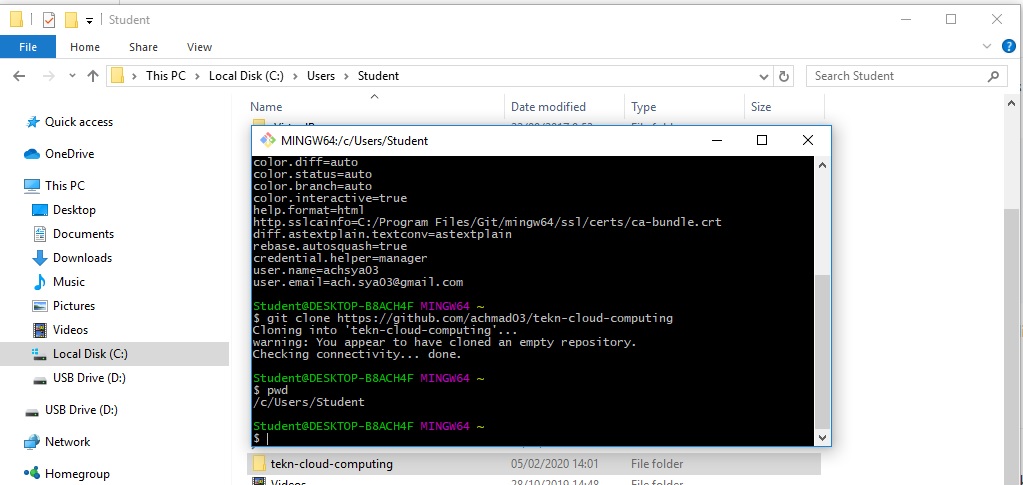 Student
File Home Share View
This PC Local Disk (C:) Users Student
Search Student
Name Date modified Type Size
Quick access
OneDrive
This PC
Desktop
Documents
Downloads
Music
Pictures
Videos
Local Disk (C:)
USB Drive (D:)
USB Drive (D:)
Network
Homegroup
MINGW64:/c/Users/Student
color.diff=auto
color.status=auto
color.branch=auto
color.interactive=true
help.format=html
http.sslcainfo=C:/Program Files/Git/mingw64/ssl/certs/ca-bundle.crt
diff.astextplain.textconv=astextplain
rebase.autosquash=true
credential.helper=manager
user.name=achsya03
user.email=ach.sya03@gmail.com
Student@DESKTOP-B8ACH4F MINGW64 ~
$ git clone https://github.com/achmad03/tekn-cloud-computing
Cloning into 'tekn-cloud-computing'...
warning: You appear to have cloned an empty repository.
Checking connectivity... done.
Student@DESKTOP-B8ACH4F MINGW64 ~
$ pwd
/c/Users/Student
Student@DESKTOP-B8ACH4F MINGW64 ~
$
tekn-cloud-computing 05/02/2020 14:01 File folder
Videos 28/10/2019 14:48 File folder